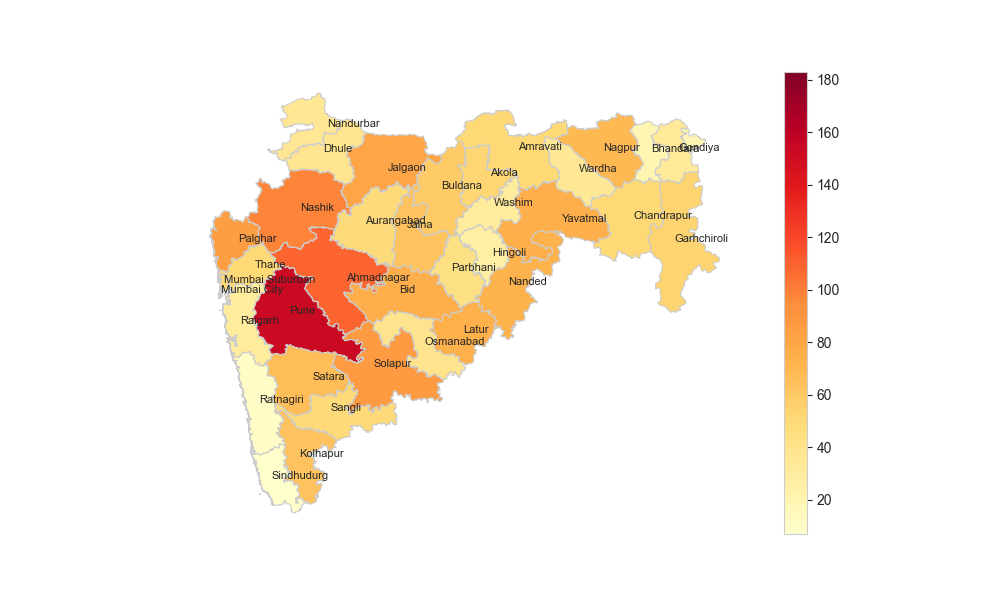 Nandurbar
Dhule
Jalgaon
Amravati
Nagpur
Bhandara
Gondiya
Akola
Wardha
Buldana
Washim
Nashik
Aurangabad
Jalna
Yavatmal
Chandrapur
Palghar
Garhchiroli
Hingoli
Thane
Parbhani
Mumbai Suburban
Ahmadnagar
Nanded
Mumbai City
Bid
Pune
Raigarh
Latur
Osmanabad
Solapur
Satara
Ratnagiri
Sangli
Kolhapur
Sindhudurg
180
160
140
120
100
80
60
40
20